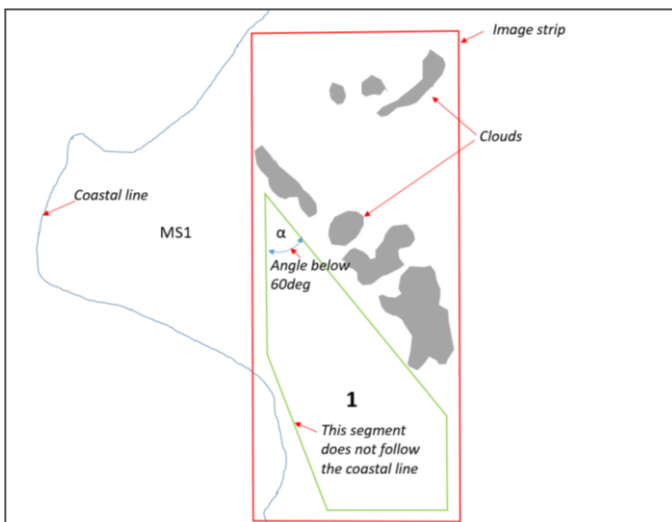 Image strip
Clouds
Coastal line
MS1
α
Angle below
60deg
1
This segment
does not follow
the coastal line